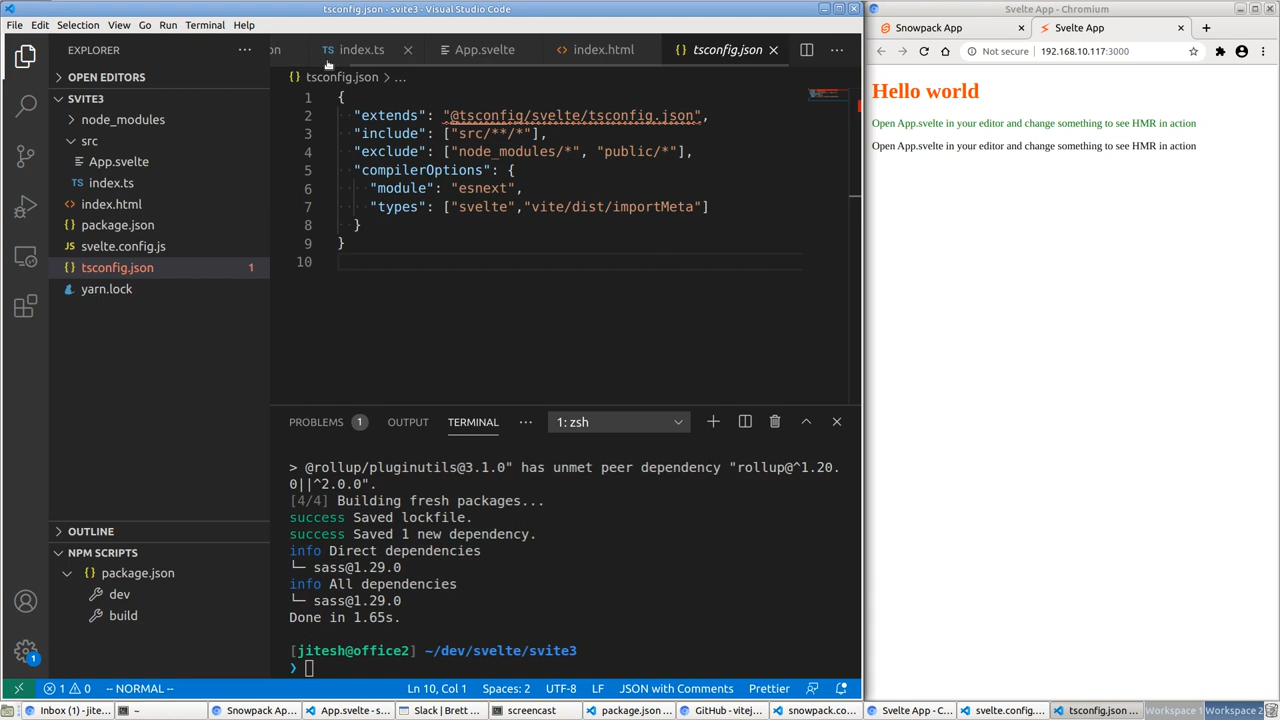 tsconfig.json - svite3 - Visual Studio Code
File Edit Selection View Go Run Terminal Help
EXPLORER
OPEN EDITORS
SVITE3
node_modules
src
App.svelte
TS index.ts
index.html
{} package.json
JS svelte.config.js
{} tsconfig.json 1
yarn.lock
OUTLINE
NPM SCRIPTS
{} package.json
dev
build
on TS index.ts App.svelte <> index.html {} tsconfig.json
{} tsconfig.json > ...
1 {
2 "extends": "@tsconfig/svelte/tsconfig.json",
3 "include": ["src/**/*"],
4 "exclude": ["node_modules/*", "public/*"],
5 "compilerOptions": {
6 "module": "esnext",
7 "types": ["svelte","vite/dist/importMeta"]
8 }
9 }
10
PROBLEMS 1 OUTPUT TERMINAL ... 1: zsh
> @rollup/pluginutils@3.1.0" has unmet peer dependency "rollup@^1.20.
0||^2.0.0".
[4/4] Building fresh packages...
success Saved lockfile.
success Saved 1 new dependency.
info Direct dependencies
└─ sass@1.29.0
info All dependencies
└─ sass@1.29.0
Done in 1.65s.
[jitesh@office2] ~/dev/svelte/svite3
❯
1 0 -- NORMAL -- Ln 10, Col 1 Spaces: 2 UTF-8 LF JSON with Comments Prettier
1
Svelte App - Chromium
Snowpack App Svelte App
Not secure 192.168.10.117:3000
Hello world
Open App.svelte in your editor and change something to see HMR in action
Open App.svelte in your editor and change something to see HMR in action
Inbox (1) - jite... ~ Snowpack Ap... App.svelte - s... Slack | Brett ... screencast package.json ... GitHub - vitej... snowpack.co... Svelte App - C... svelte.config.... tsconfig.json ... Workspace 1 Workspace 2